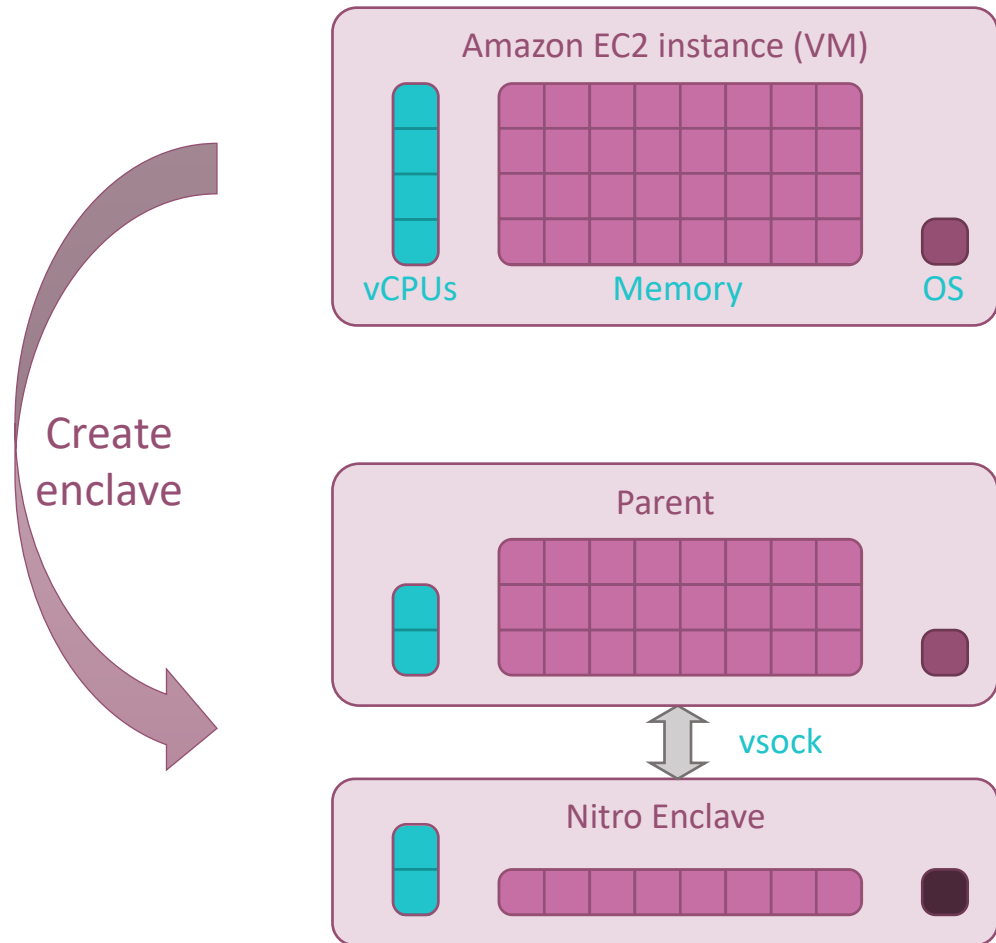 Amazon EC2 instance (VM)
vCPUs
Memory
OS
Create
enclave
Parent
vsock
Nitro Enclave